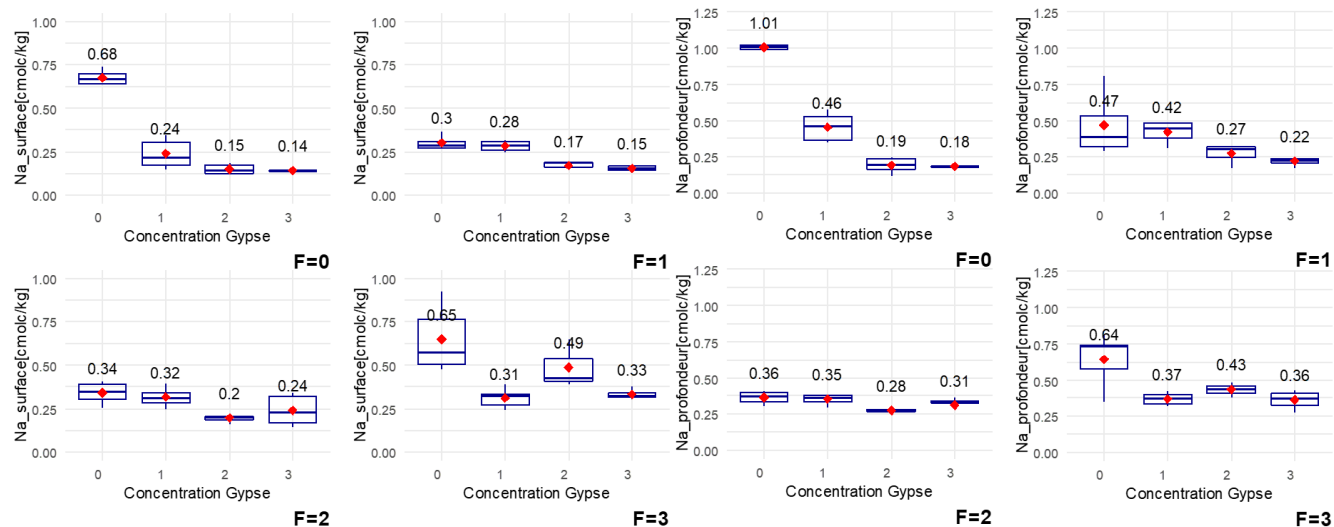 Na_surface[cmolc/kg]
1.00
0.75
0.50
0.25
0.00
0.68
0.24
0.15
0.14
0 1 2 3
Concentration Gypse
F=0
Na_surface[cmolc/kg]
1.00
0.75
0.50
0.25
0.00
0.3
0.28
0.17
0.15
0 1 2 3
Concentration Gypse
F=1
Na_profondeur[cmolc/kg]
1.25
1.00
0.75
0.50
0.25
0.00
1.01
0.46
0.19
0.18
0 1 2 3
Concentration Gypse
F=0
Na_profondeur[cmolc/kg]
1.25
1.00
0.75
0.50
0.25
0.00
0.47
0.42
0.27
0.22
0 1 2 3
Concentration Gypse
F=1
Na_surface[cmolc/kg]
1.00
0.75
0.50
0.25
0.00
0.34
0.32
0.2
0.24
0 1 2 3
Concentration Gypse
F=2
Na_surface[cmolc/kg]
1.00
0.75
0.50
0.25
0.00
0.65
0.31
0.49
0.33
0 1 2 3
Concentration Gypse
F=3
Na_profondeur[cmolc/kg]
1.25
1.00
0.75
0.50
0.25
0.00
0.36
0.35
0.28
0.31
0 1 2 3
Concentration Gypse
F=2
Na_profondeur[cmolc/kg]
1.25
1.00
0.75
0.50
0.25
0.00
0.64
0.37
0.43
0.36
0 1 2 3
Concentration Gypse
F=3